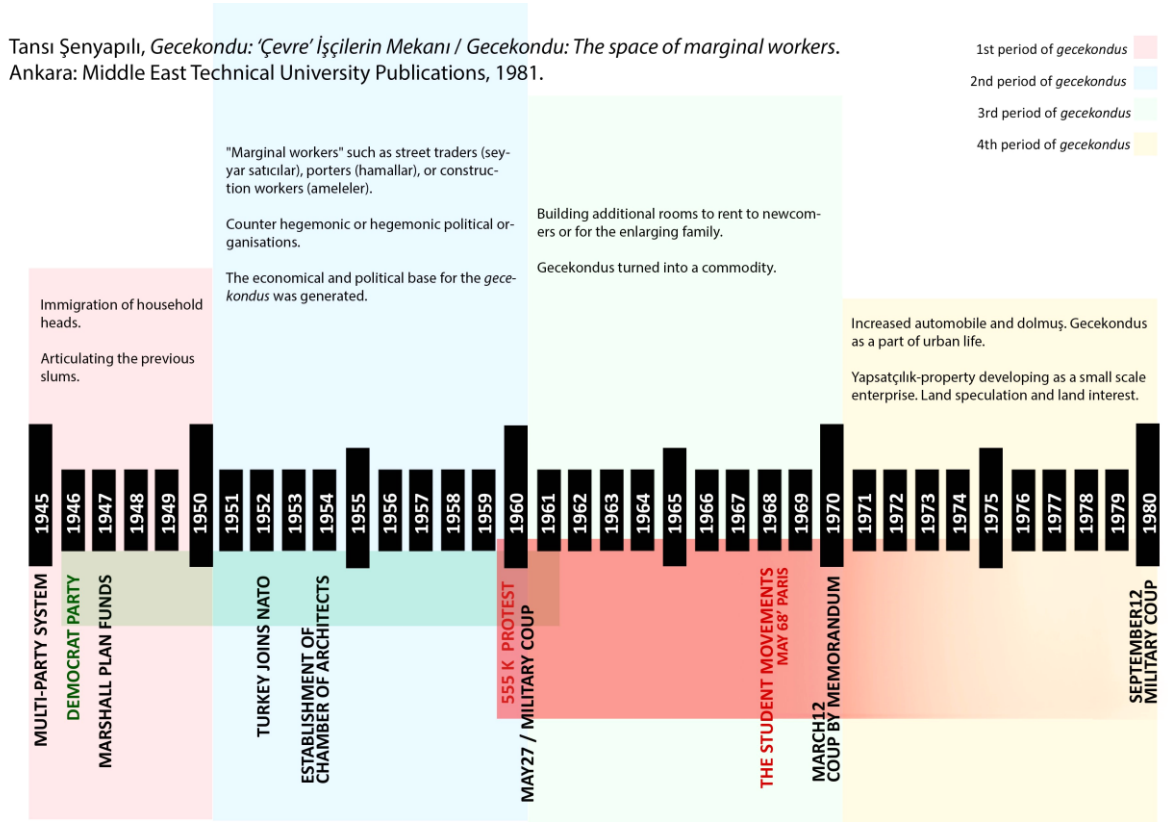 Tansı Şenyapılı, Gecekondu: ‘Çevre’ İşçilerin Mekanı / Gecekondu: The space of marginal workers.
Ankara: Middle East Technical University Publications, 1981.
1st period of gecekondus
2nd period of gecekondus
3rd period of gecekondus
4th period of gecekondus
Immigration of household
heads.
Articulating the previous
slums.
"Marginal workers" such as street traders (sey-
yar satıcılar), porters (hamallar), or construc-
tion workers (ameleler).
Counter hegemonic or hegemonic political or-
ganisations.
The economical and political base for the gece-
kondus was generated.
Building additional rooms to rent to newcom-
ers or for the enlarging family.
Gecekondus turned into a commodity.
Increased automobile and dolmuş. Gecekondus
as a part of urban life.
Yapsatçılık-property developing as a small scale
enterprise. Land speculation and land interest.
1945
1946
1947
1948
1949
1950
1951
1952
1953
1954
1955
1956
1957
1958
1959
1960
1961
1962
1963
1964
1965
1966
1967
1968
1969
1970
1971
1972
1973
1974
1975
1976
1977
1978
1979
1980
MULTI-PARTY SYSTEM
DEMOCRAT PARTY
MARSHALL PLAN FUNDS
TURKEY JOINS NATO
ESTABLISHMENT OF
CHAMBER OF ARCHITECTS
555 K PROTEST
MAY27 / MILITARY COUP
THE STUDENT MOVEMENTS
MAY 68' PARIS
MARCH12
COUP BY MEMORANDUM
SEPTEMBER12
MILITARY COUP